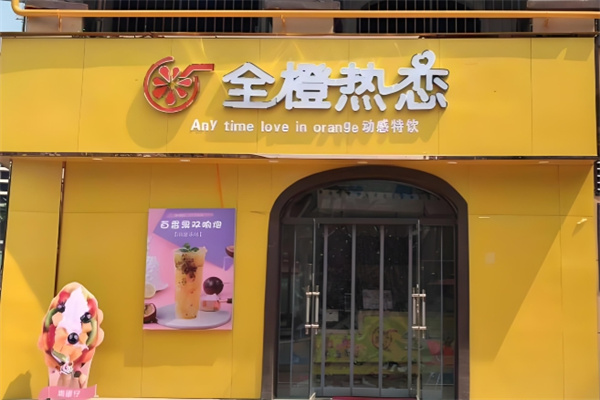 全橙热恋
Any time love in orange 动感特饮
百香果双响炮